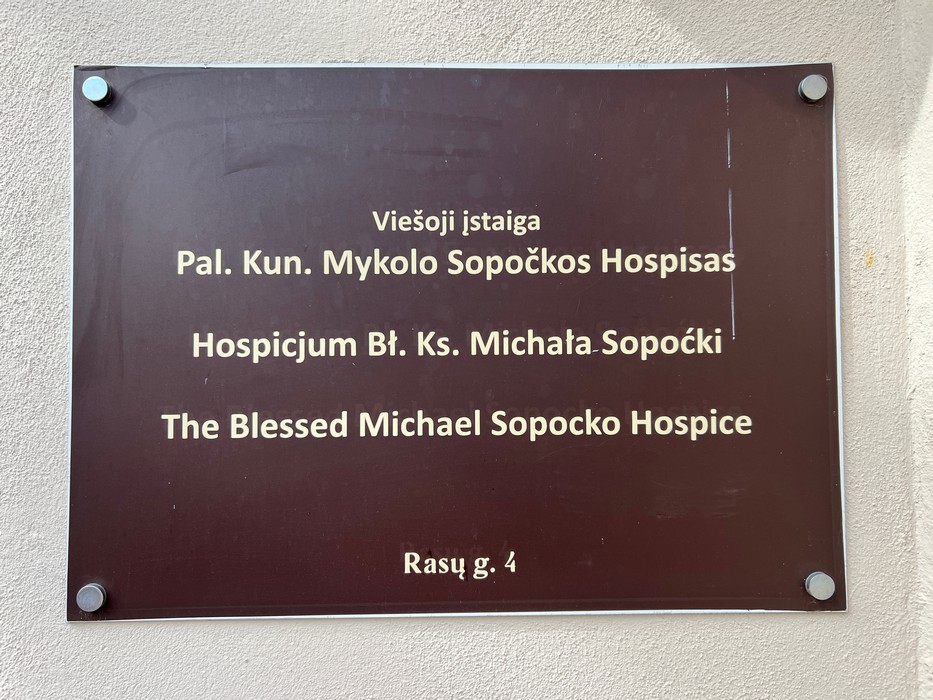 Viešoji įstaiga
Pal. Kun. Mykolo Sopočkos Hospisas
Hospicjum Bł. Ks. Michała Sopoćki
The Blessed Michael Sopocko Hospice
Rasų g. 4